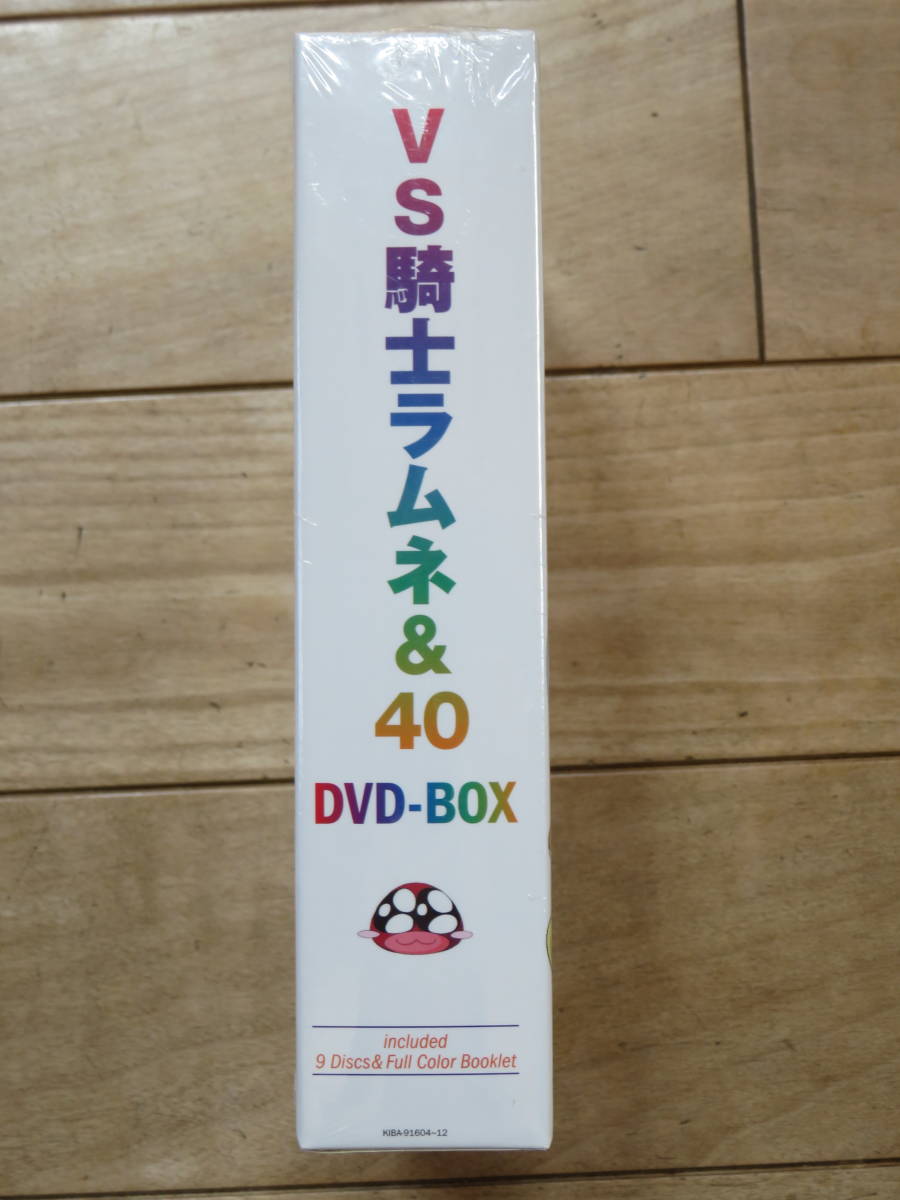 VS騎士ラムネ&40
DVD-BOX
included
9 Discs&Full Color Booklet
KIBA-91604~12